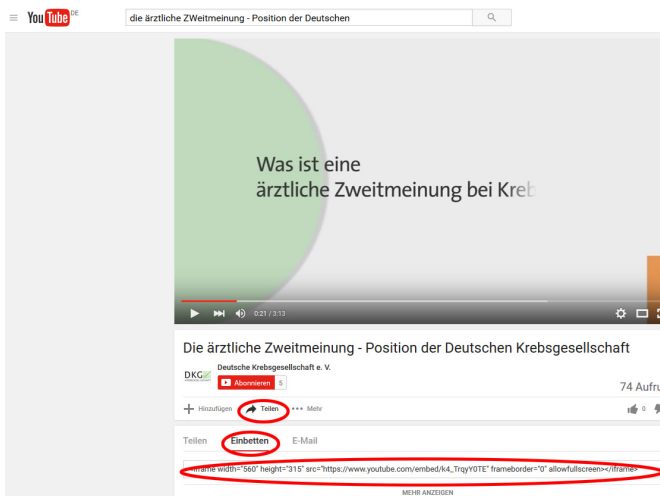 YouTube DE
die ärztliche ZWeitmeinung - Position der Deutschen
Was ist eine
ärztliche Zweitmeinung bei Kreb
0:21 / 3:13
Die ärztliche Zweitmeinung - Position der Deutschen Krebsgesellschaft
DKG
Deutsche Krebsgesellschaft e. V.
Abonnieren 5
74 Aufru
Hinzufügen Teilen ••• Mehr 0
Teilen Einbetten E-Mail
<iframe width="560" height="315" src="https://www.youtube.com/embed/k4_TrqyY0TE" frameborder="0" allowfullscreen></iframe>
MEHR ANZEIGEN